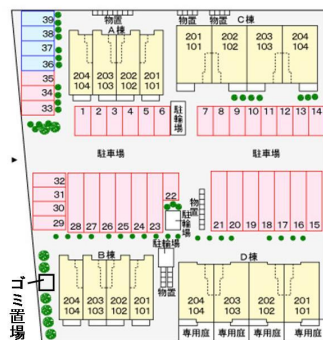 物置 物置 物置
A棟 C棟
39
38
37
36
35
34
33
204 203 202 201
104 103 102 101
201 202 203 204
101 102 103 104
1 2 3 4 5 6
駐輪場
7 8 9 10 11 12 13 14
駐車場 駐車場
32
31
30
29
28 27 26 25 24 23
22
駐輪場
物置
21 20 19 18 17 16 15
駐輪場
物置
B棟 D棟
204 203 202 201
104 103 102 101
204 203 202 201
104 103 102 101
専用庭 専用庭 専用庭 専用庭
ゴミ置場